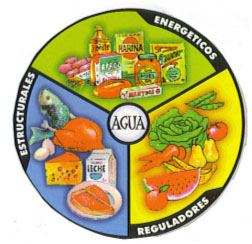 ENERGETICOS
HARINA
ESTRUCTURALES
AGUA
LECHE
REGULADORES